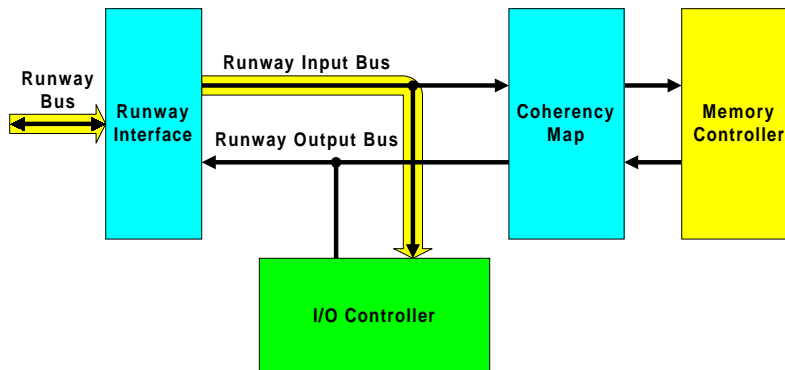 Runway
Bus
Runway
Interface
Runway Input Bus
Runway Output Bus
Coherency
Map
Memory
Controller
I/O Controller